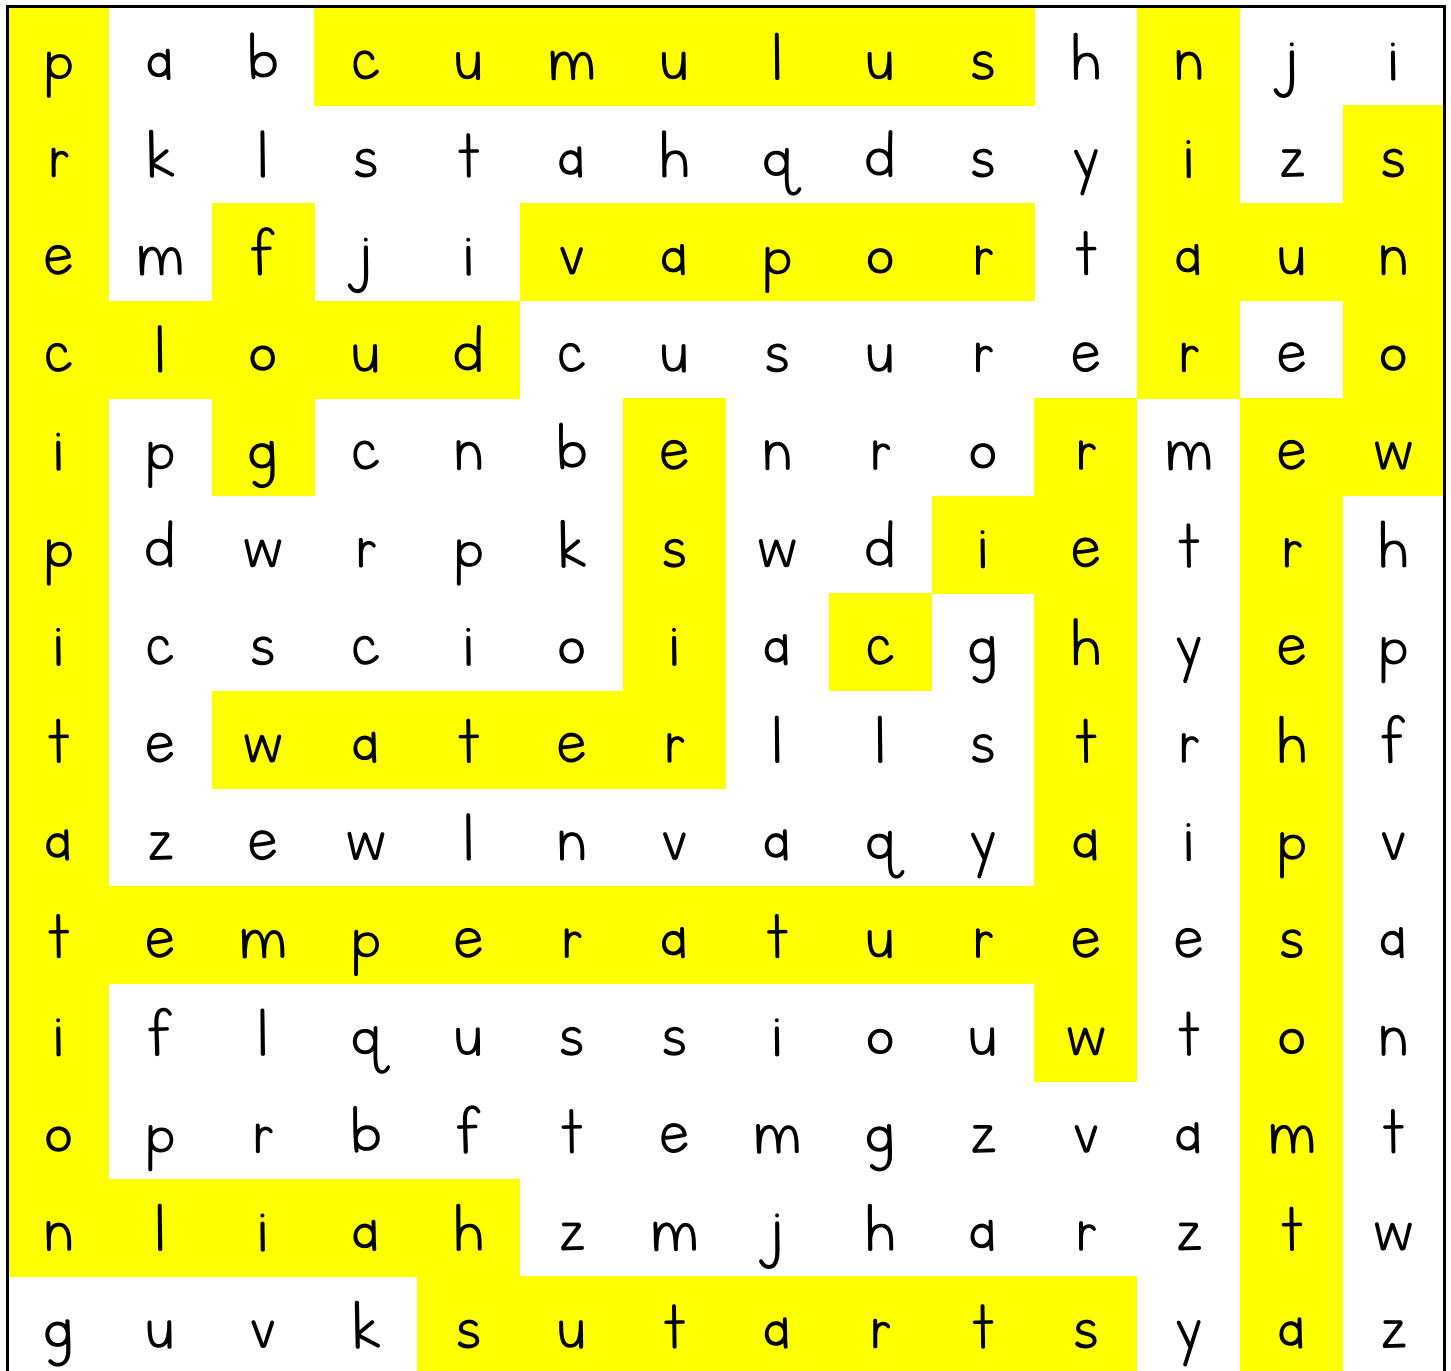 p a b c u m u l u s h n j i
r k l s t a h q d s y i z s
e m f j i v a p o r t a u n
c l o u d c u s u r e r e o
i p g c n b e n r o r m e w
p d w r p k s w d i e t r h
i c s c i o i a c g h y e p
t e w a t e r l l s t r h f
a z e w l n v a q y a i p v
t e m p e r a t u r e e s a
i f l q u s s i o u w t o n
o p r b f t e m g z v a m t
n l i a h z m j h a r z t w
g u v k s u t a r t s y a z